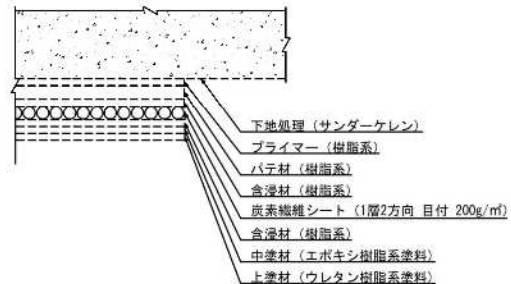 下地処理（サンダーケレン）
プライマー（樹脂系）
パテ材（樹脂系）
含浸材（樹脂系）
炭素繊維シート（1層2方向 目付 200g/㎡）
含浸材（樹脂系）
中塗材（エポキシ樹脂系塗料）
上塗材（ウレタン樹脂系塗料）